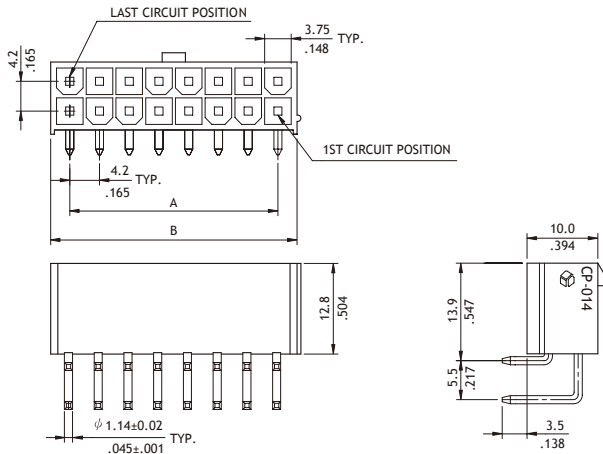 LAST CIRCUIT POSITION
3.75
.148
TYP.
4.2
.165
1ST CIRCUIT POSITION
4.2
.165
TYP.
A
B
10.0
.394
12.8
.504
13.9
.547
CP-014
5.5
.217
ϕ 1.14±0.02
.045±.001
TYP.
3.5
.138